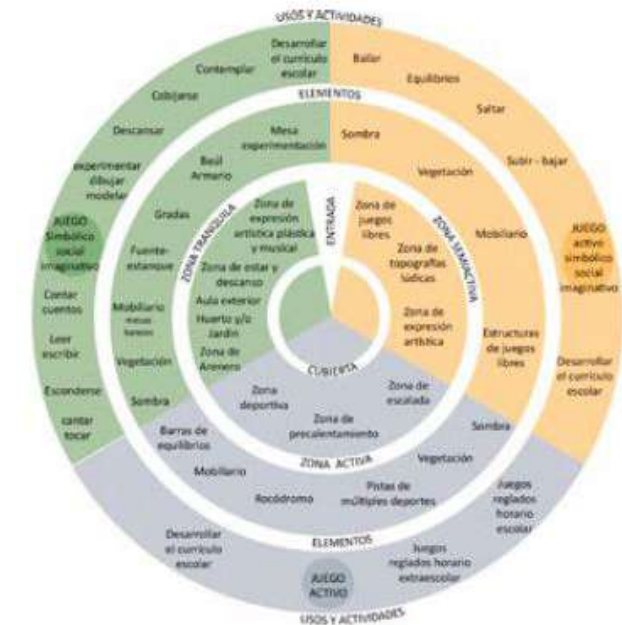 USOS Y ACTIVIDADES
Desarrollar
el currículo
escolar
Contemplar
Cobijarse
Descansar
experimentar
dibujar
modelar
JUEGO
Simbólico
social
imaginativo
Contar
cuentos
Leer
escribir
Esconderse
cantar
tocar
Bailar
Equilibrios
Saltar
Subir - bajar
JUEGO
activo
simbólico
social
imaginativo
Desarrollar
el currículo
escolar
ELEMENTOS
Mesa
experimentación
Baúl
Armario
Gradas
Fuente-
estanque
Mobiliario
mesas
bancos
Vegetación
Sombra
Sombra
Vegetación
Mobiliario
Estructuras
de juegos
libres
ZONA TRANQUILA
Zona de
expresión
artística plástica
y musical
Zona de estar y
descanso
Aula exterior
Huerto y/o
Jardín
Zona de
Arenero
ENTRADA
ZONA SEMIACTIVA
Zona de
juegos
libres
Zona de
topografías
lúdicas
Zona de
expresión
artística
CUBIERTA
Zona
deportiva
Zona de
precalentamiento
Zona de
escalada
ZONA ACTIVA
Barras de
equilibrios
Mobiliario
Rocódromo
Pistas de
múltiples deportes
Vegetación
Sombra
ELEMENTOS
Desarrollar
el currículo
escolar
JUEGO
ACTIVO
Juegos
reglados horario
extraescolar
Juegos
reglados
horario
escolar
USOS Y ACTIVIDADES